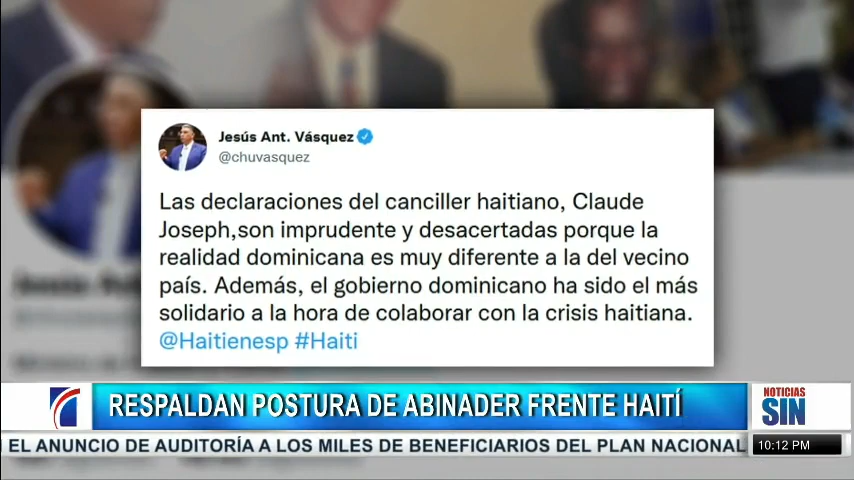 Jesús Ant. Vásquez
@chuvasquez
Las declaraciones del canciller haitiano, Claude
Joseph,son imprudente y desacertadas porque la
realidad dominicana es muy diferente a la del vecino
país. Además, el gobierno dominicano ha sido el más
solidario a la hora de colaborar con la crisis haitiana.
@Haitienesp #Haiti
RESPALDAN POSTURA DE ABINADER FRENTE HAITÍ
NOTICIAS
SIN
EL ANUNCIO DE AUDITORÍA A LOS MILES DE BENEFICIARIOS DEL PLAN NACIONAL
10:12 PM